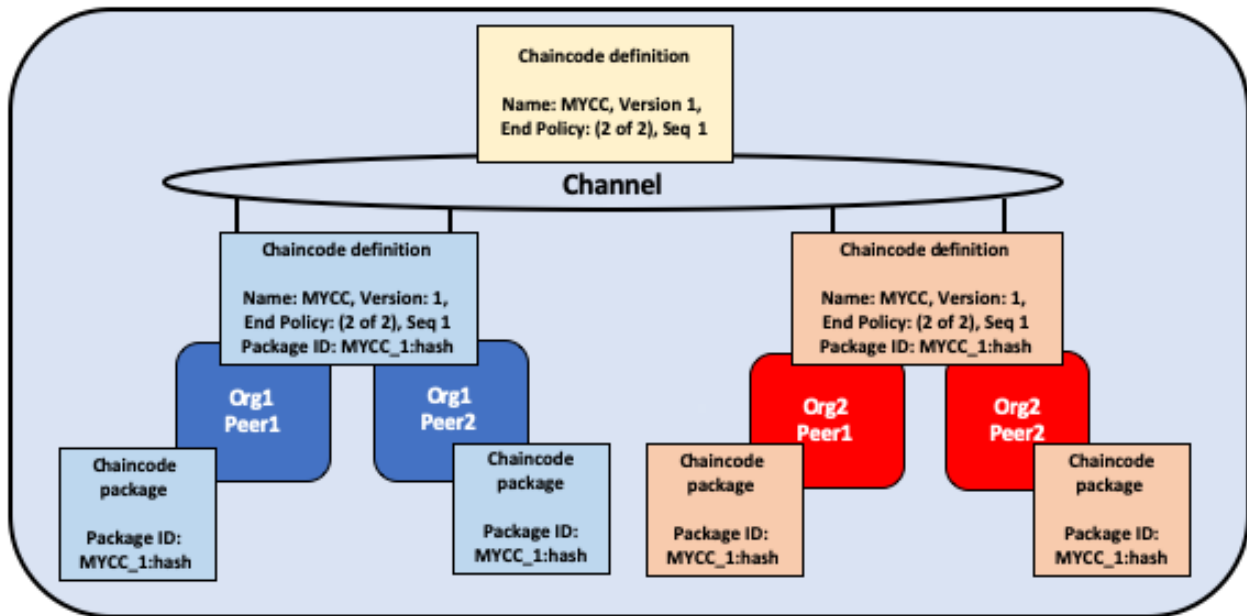 Chaincode definition
Name: MYCC, Version 1,
End Policy: (2 of 2), Seq 1
Channel
Chaincode definition
Name: MYCC, Version: 1,
End Policy: (2 of 2), Seq 1
Package ID: MYCC_1:hash
Chaincode definition
Name: MYCC, Version: 1,
End Policy: (2 of 2), Seq 1
Package ID: MYCC_1:hash
Org1
Peer1
Org1
Peer2
Org2
Peer1
Org2
Peer2
Chaincode
package
Package ID:
MYCC_1:hash
Chaincode
package
Package ID:
MYCC_1:hash
Chaincode
package
Package ID:
MYCC_1:hash
Chaincode
package
Package ID:
MYCC_1:hash